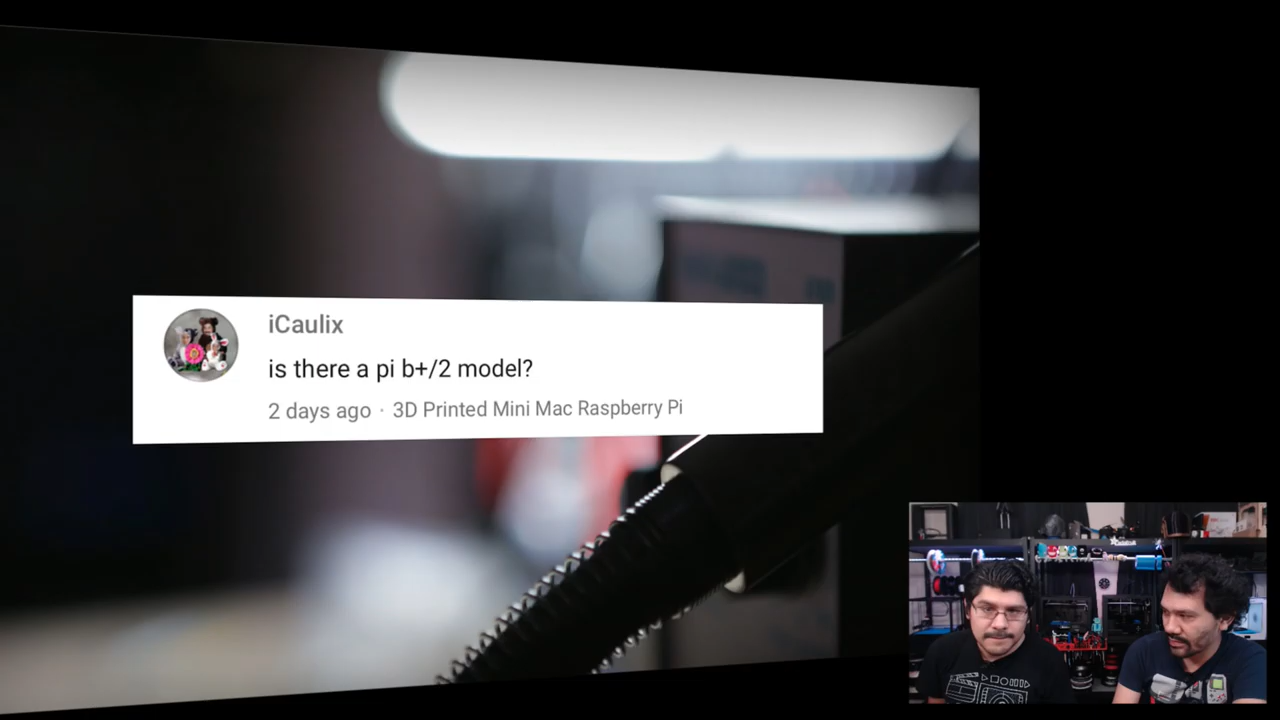 iCaulix
is there a pi b+/2 model?
2 days ago · 3D Printed Mini Mac Raspberry Pi